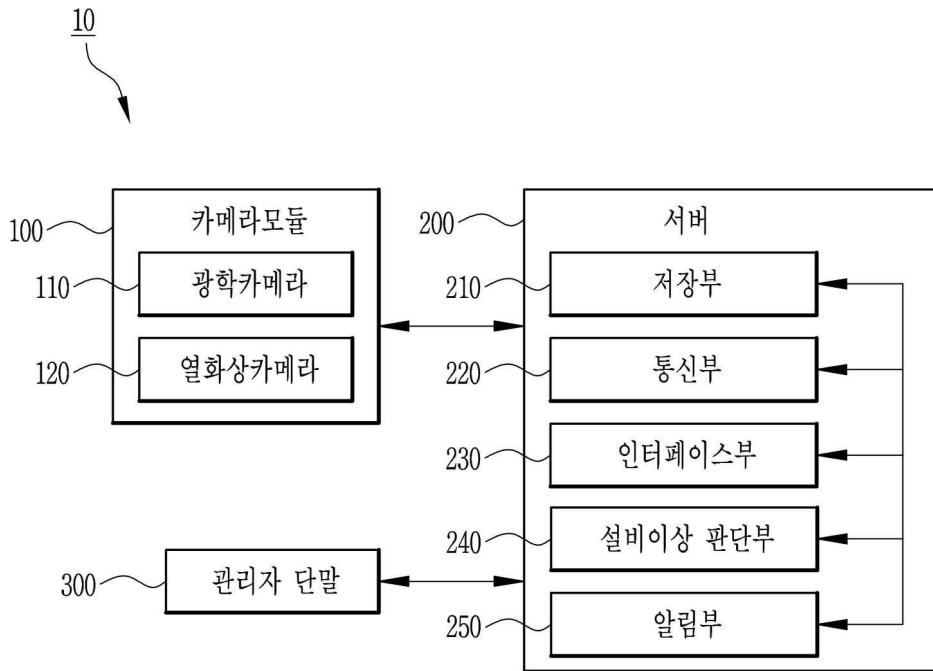 10
100
카메라모듈
110
광학카메라
120
열화상카메라
200
서버
210
저장부
220
통신부
230
인터페이스부
240
설비이상 판단부
250
알림부
300
관리자 단말